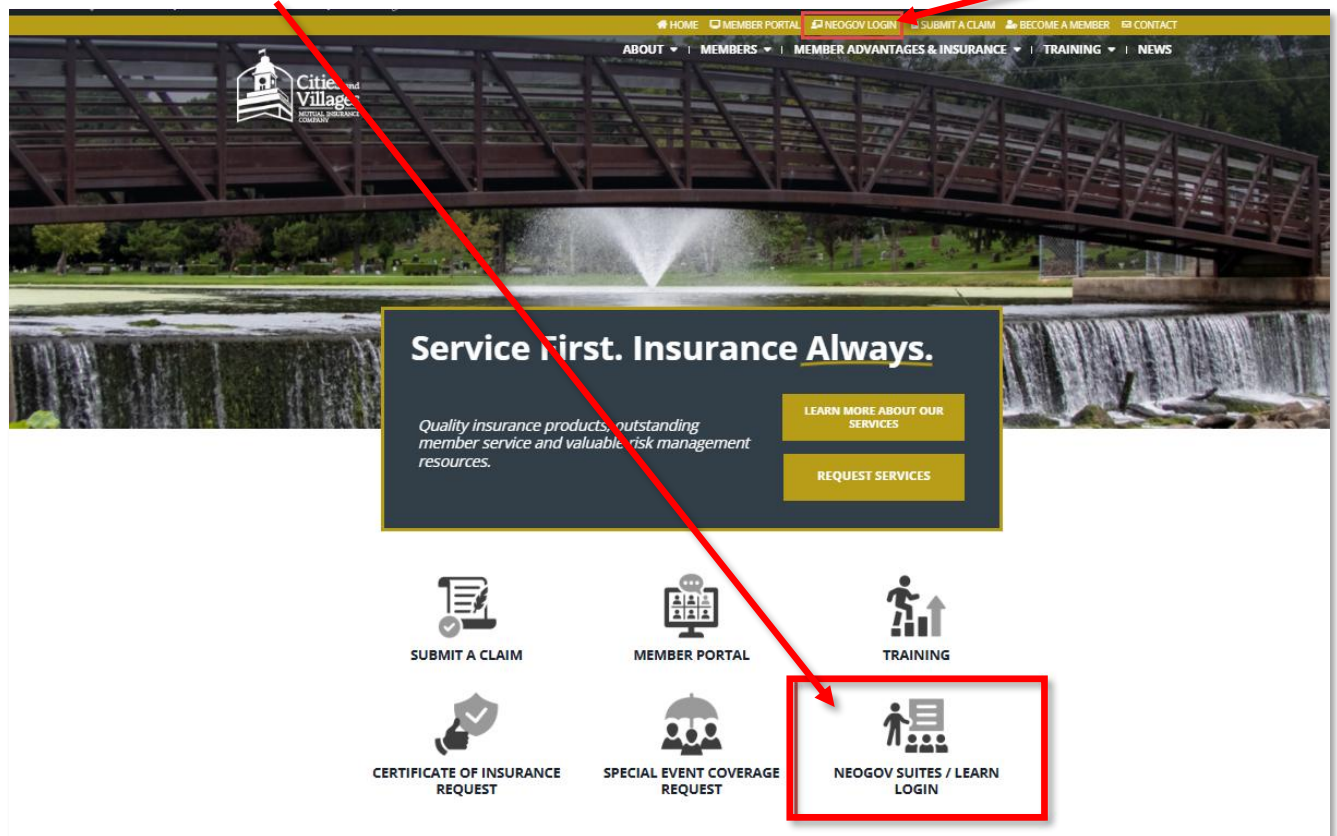 HOME MEMBER PORTAL NEOGOV LOGIN SUBMIT A CLAIM BECOME A MEMBER CONTACT
ABOUT MEMBERS MEMBER ADVANTAGES & INSURANCE TRAINING NEWS
Cities and
Villages
MUTUAL INSURANCE
COMPANY
Service First. Insurance Always.
Quality insurance products, outstanding
member service and valuable risk management
resources.
LEARN MORE ABOUT OUR
SERVICES
REQUEST SERVICES
SUBMIT A CLAIM
MEMBER PORTAL
TRAINING
CERTIFICATE OF INSURANCE
REQUEST
SPECIAL EVENT COVERAGE
REQUEST
NEOGOV SUITES / LEARN
LOGIN